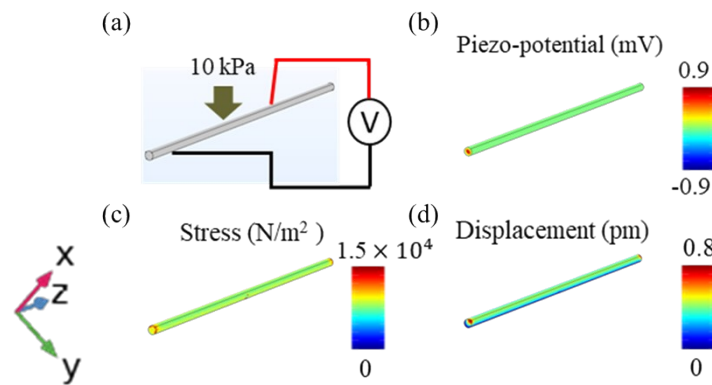 (a)
10 kPa
V
(b)
Piezo-potential (mV)
0.9
-0.9
(c)
Stress (N/m² )
1.5 × 10⁴
0
(d)
Displacement (pm)
0.8
0
x
z
y